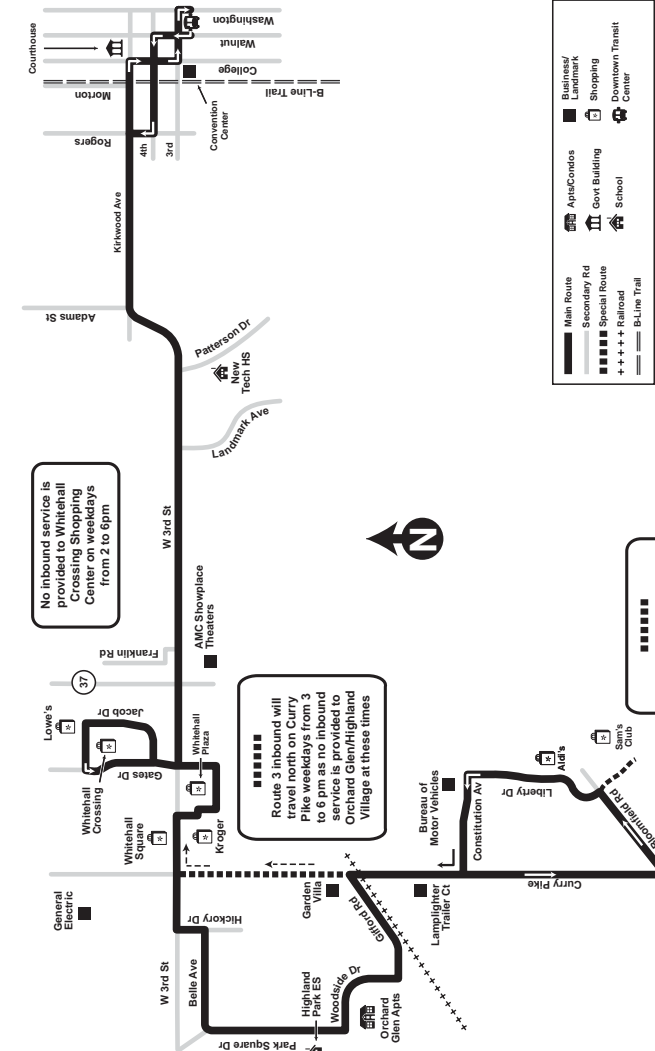 Courthouse
Washington
Walnut
College
B-Line Trail
Morton
Rogers
4th
3rd
Convention
Center
Kirkwood Ave
Adams St
Patterson Dr
New
Tech HS
Landmark Ave
W 3rd St
No inbound service is
provided to Whitehall
Crossing Shopping
Center on weekdays
from 2 to 6pm
N
Franklin Rd
AMC Showplace
Theaters
37
Lowe's
Jacob Dr
Gates Dr
Whitehall
Crossing
Whitehall
Plaza
Whitehall
Square
Kroger
Route 3 inbound will
travel north on Curry
Pike weekdays from 3
to 6 pm as no inbound
service is provided to
Orchard Glen/Highland
Village at these times
General
Electric
Hickory Dr
W 3rd St
Belle Ave
Park Square Dr
Highland
Park ES
Woodside Dr
Orchard
Glen Apts
Garden
Villa
Gifford Rd
Lamplighter
Trailer Ct
Bureau of
Motor Vehicles
Constitution Av
Curry Pike
Liberty Dr
Aldi's
Sam's
Club
Bloomfield Rd
Main Route
Secondary Rd
Special Route
Railroad
B-Line Trail
Apts/Condos
Govt Building
School
Business/
Landmark
Shopping
Downtown Transit
Center